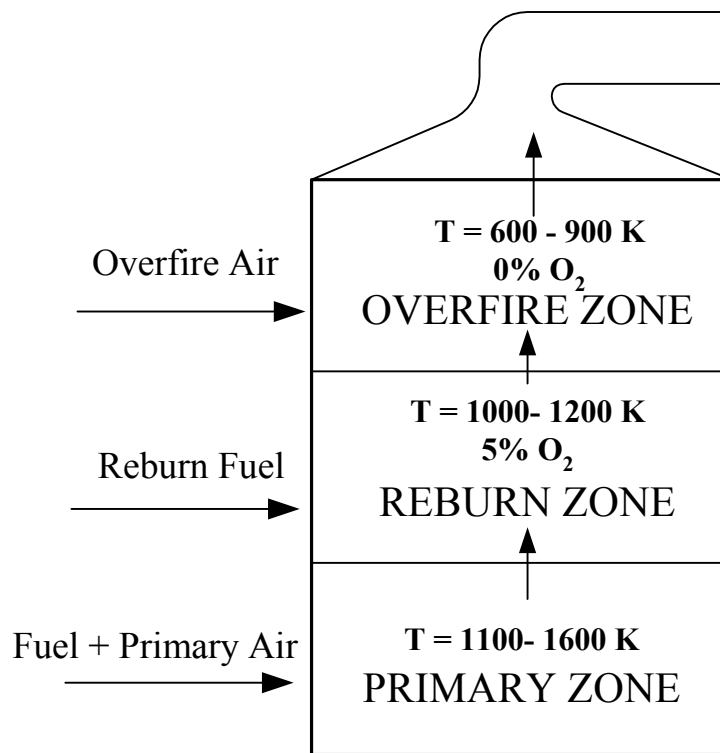 T = 600 - 900 K
0% O₂
Overfire Air
OVERFIRE ZONE
T = 1000- 1200 K
5% O₂
Reburn Fuel
REBURN ZONE
T = 1100- 1600 K
Fuel + Primary Air
PRIMARY ZONE